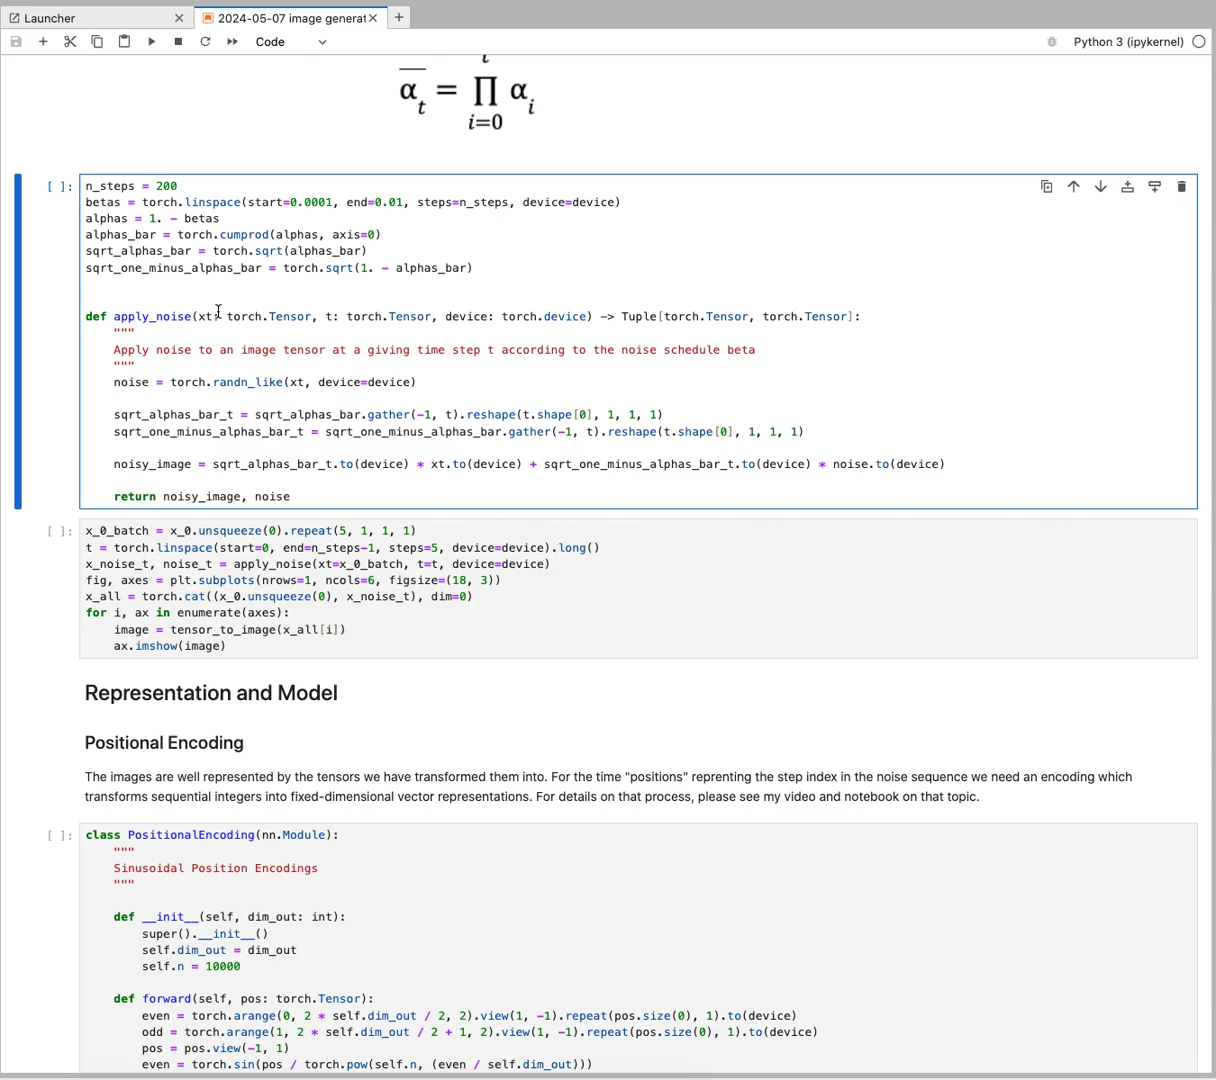 Launcher
2024-05-07 image generat
Code
Python 3 (ipykernel)
α̅_t = ∏ α_i
i=0
[ ]:
n_steps = 200
betas = torch.linspace(start=0.0001, end=0.01, steps=n_steps, device=device)
alphas = 1. - betas
alphas_bar = torch.cumprod(alphas, axis=0)
sqrt_alphas_bar = torch.sqrt(alphas_bar)
sqrt_one_minus_alphas_bar = torch.sqrt(1. - alphas_bar)
def apply_noise(xt: torch.Tensor, t: torch.Tensor, device: torch.device) -> Tuple[torch.Tensor, torch.Tensor]:
"""
Apply noise to an image tensor at a giving time step t according to the noise schedule beta
"""
noise = torch.randn_like(xt, device=device)
sqrt_alphas_bar_t = sqrt_alphas_bar.gather(-1, t).reshape(t.shape[0], 1, 1, 1)
sqrt_one_minus_alphas_bar_t = sqrt_one_minus_alphas_bar.gather(-1, t).reshape(t.shape[0], 1, 1, 1)
noisy_image = sqrt_alphas_bar_t.to(device) * xt.to(device) + sqrt_one_minus_alphas_bar_t.to(device) * noise.to(device)
return noisy_image, noise
[ ]:
x_0_batch = x_0.unsqueeze(0).repeat(5, 1, 1, 1)
t = torch.linspace(start=0, end=n_steps-1, steps=5, device=device).long()
x_noise_t, noise_t = apply_noise(xt=x_0_batch, t=t, device=device)
fig, axes = plt.subplots(nrows=1, ncols=6, figsize=(18, 3))
x_all = torch.cat((x_0.unsqueeze(0), x_noise_t), dim=0)
for i, ax in enumerate(axes):
image = tensor_to_image(x_all[i])
ax.imshow(image)
Representation and Model
Positional Encoding
The images are well represented by the tensors we have transformed them into. For the time "positions" reprenting the step index in the noise sequence we need an encoding which
transforms sequential integers into fixed-dimensional vector representations. For details on that process, please see my video and notebook on that topic.
[ ]:
class PositionalEncoding(nn.Module):
"""
Sinusoidal Position Encodings
"""
def __init__(self, dim_out: int):
super().__init__()
self.dim_out = dim_out
self.n = 10000
def forward(self, pos: torch.Tensor):
even = torch.arange(0, 2 * self.dim_out / 2, 2).view(1, -1).repeat(pos.size(0), 1).to(device)
odd = torch.arange(1, 2 * self.dim_out / 2 + 1, 2).view(1, -1).repeat(pos.size(0), 1).to(device)
pos = pos.view(-1, 1)
even = torch.sin(pos / torch.pow(self.n, (even / self.dim_out)))